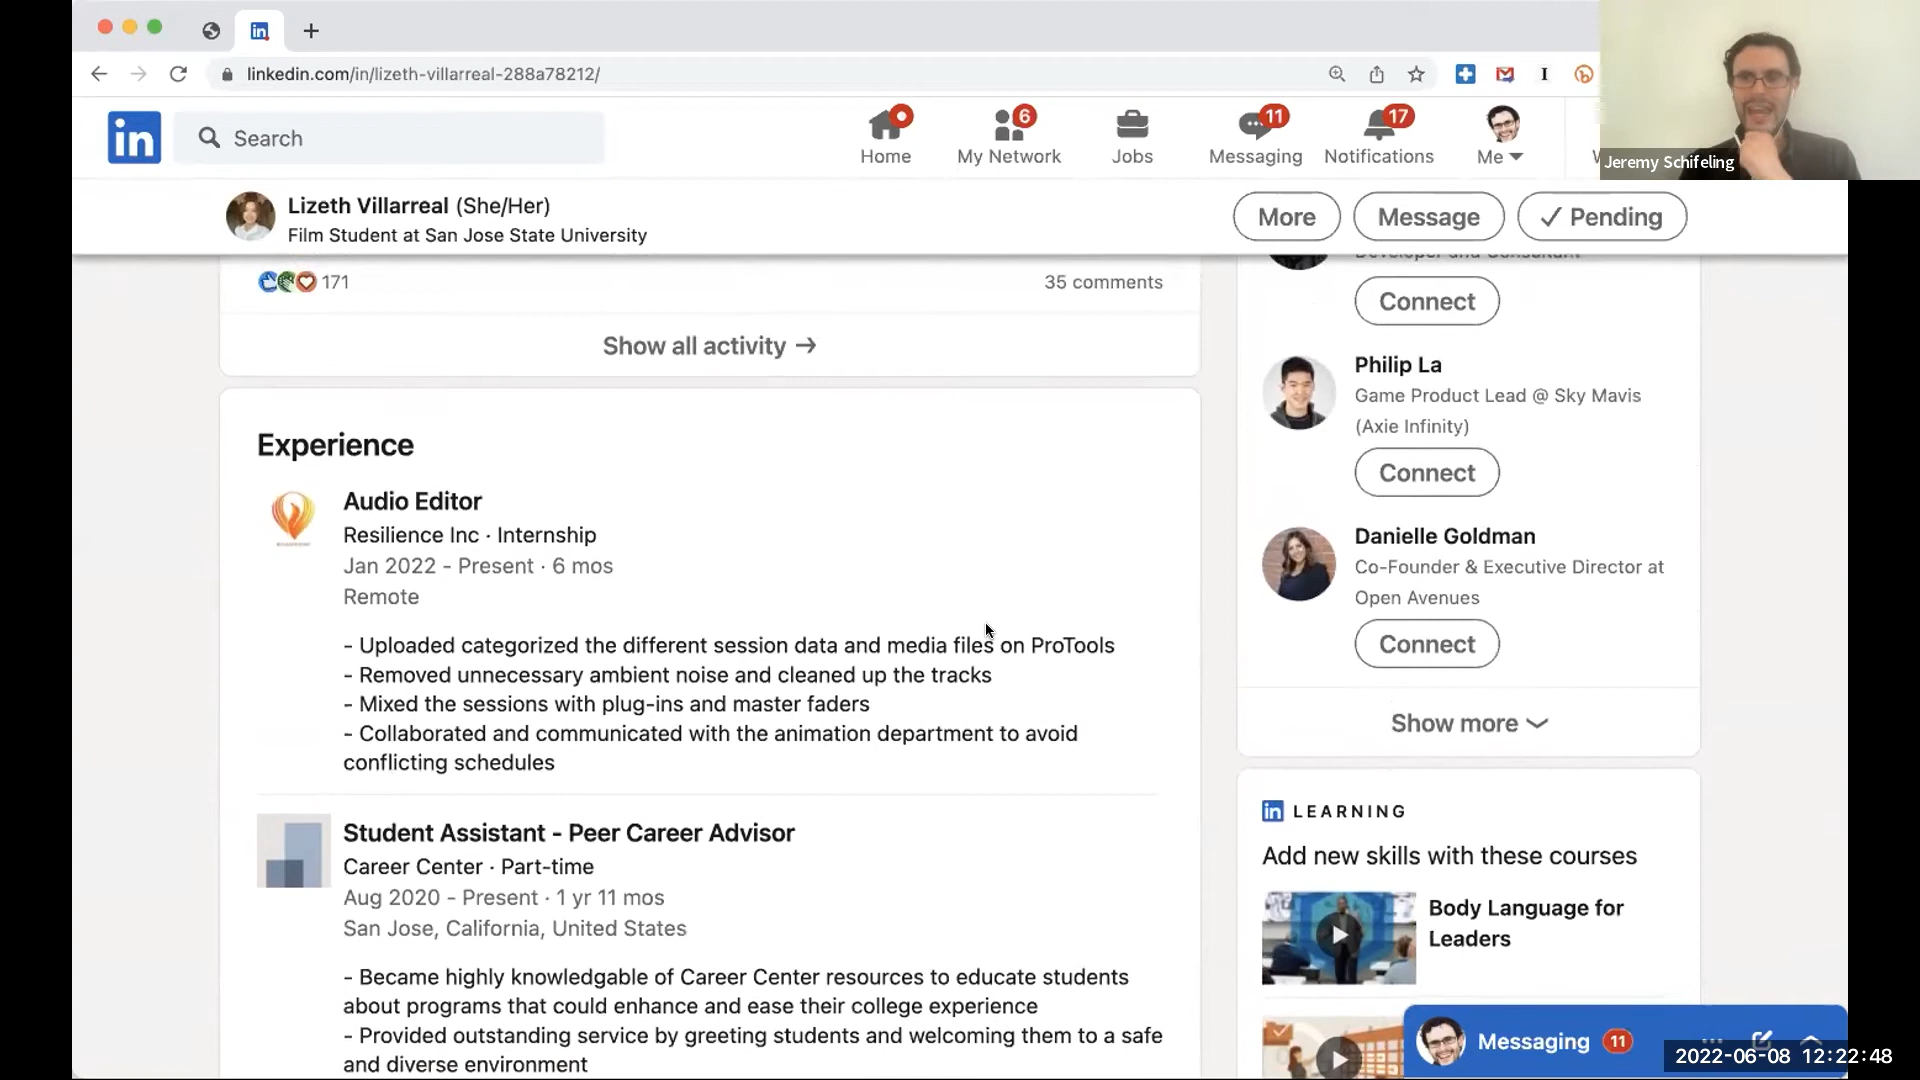 linkedin.com/in/lizeth-villarreal-288a78212/
in
Search
Home
6
My Network
Jobs
11
Messaging
17
Notifications
Me
Jeremy Schifeling
Lizeth Villarreal (She/Her)
Film Student at San Jose State University
More
Message
Pending
171
35 comments
Show all activity →
Experience
Audio Editor
Resilience Inc · Internship
Jan 2022 - Present · 6 mos
Remote
- Uploaded categorized the different session data and media files on ProTools
- Removed unnecessary ambient noise and cleaned up the tracks
- Mixed the sessions with plug-ins and master faders
- Collaborated and communicated with the animation department to avoid
conflicting schedules
Student Assistant - Peer Career Advisor
Career Center · Part-time
Aug 2020 - Present · 1 yr 11 mos
San Jose, California, United States
- Became highly knowledgable of Career Center resources to educate students
about programs that could enhance and ease their college experience
- Provided outstanding service by greeting students and welcoming them to a safe
and diverse environment
Developer and Consultant
Connect
Philip La
Game Product Lead @ Sky Mavis
(Axie Infinity)
Connect
Danielle Goldman
Co-Founder & Executive Director at
Open Avenues
Connect
Show more
in LEARNING
Add new skills with these courses
Body Language for
Leaders
Messaging 11
2022-06-08 12:22:48